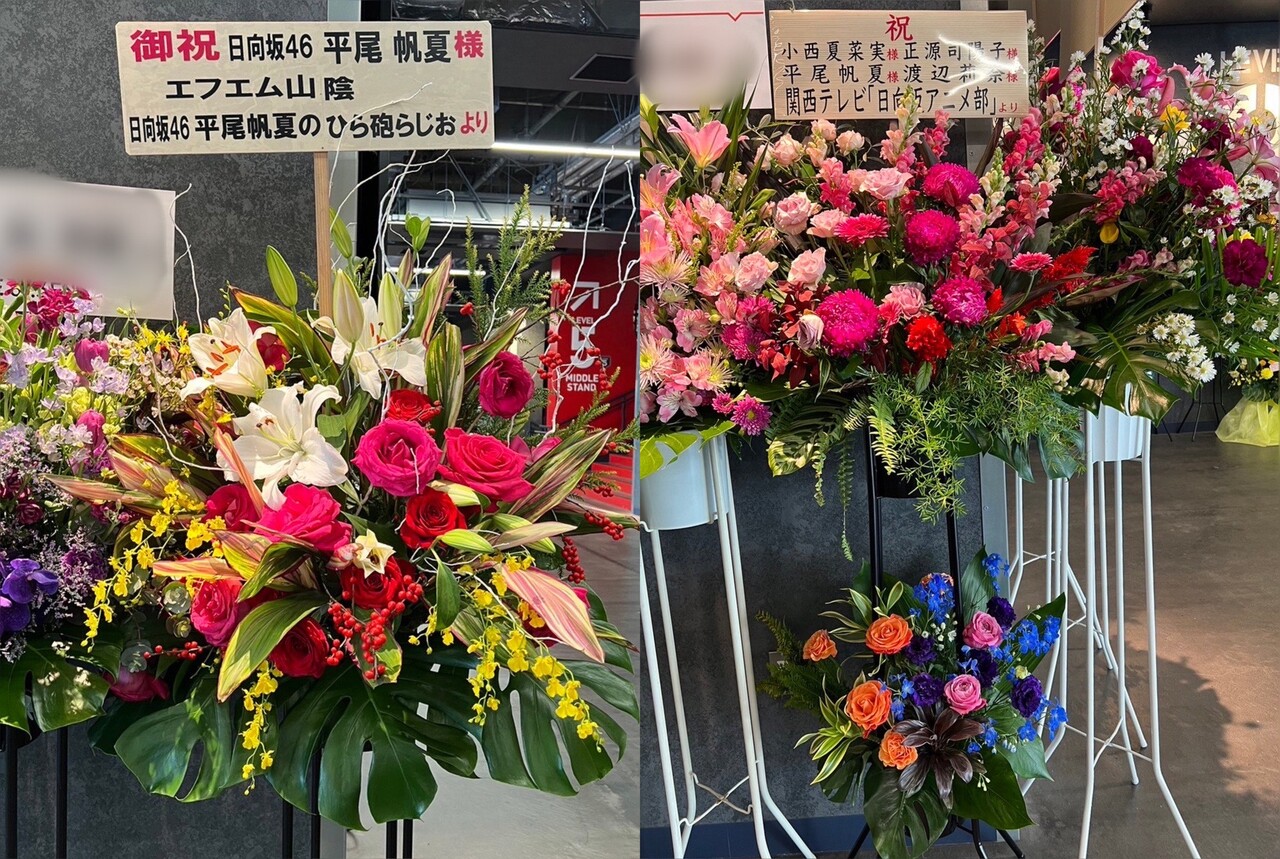 御祝 日向坂46 平尾 帆夏様
エフエム山陰
日向坂46 平尾帆夏の ひら砲らじお より
LEVEL
5
MIDDLE
STAND
祝
小西夏菜実様 正源司陽子様
平尾帆夏様 渡辺莉奈様
関西テレビ「日向坂アニメ部」より
LEVE